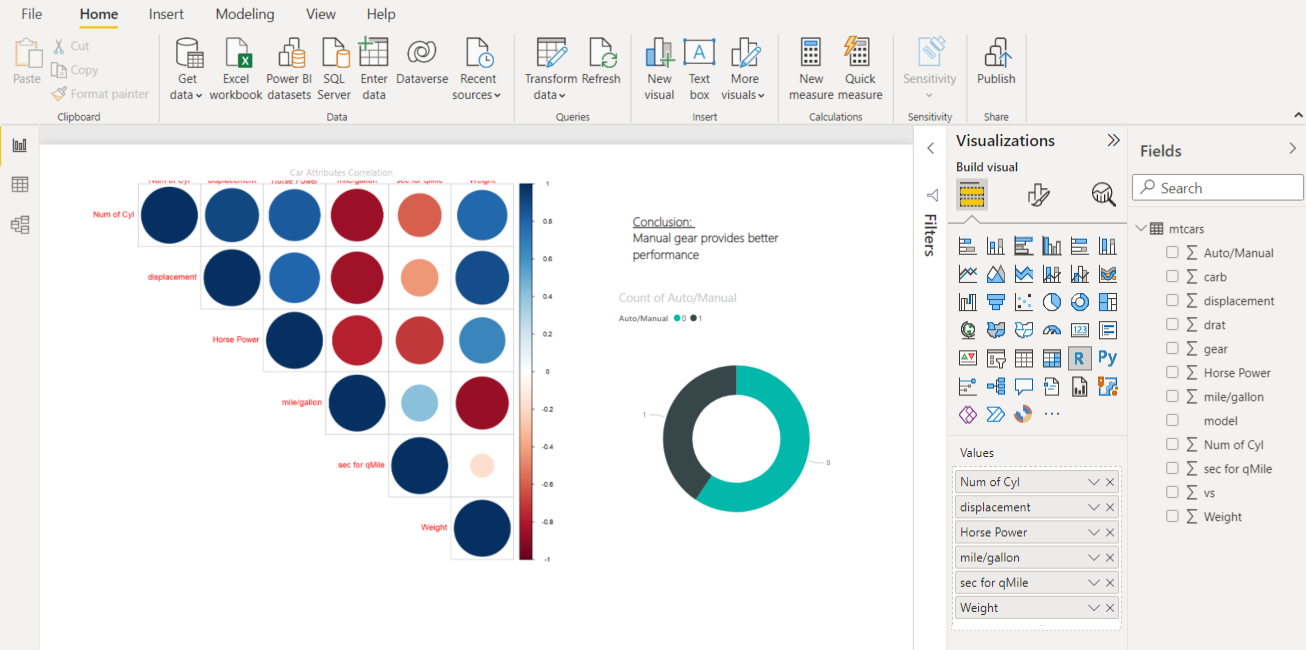 File Home Insert Modeling View Help
Paste
Cut
Copy
Format painter
Clipboard
Get data
Excel workbook
Power BI datasets
SQL Server
Enter data
Dataverse
Recent sources
Data
Transform data
Refresh
Queries
New visual
Text box
More visuals
Insert
New measure
Quick measure
Calculations
Sensitivity
Sensitivity
Publish
Share
Car Attributes Correlation
Num of Cyl displacement Horse Power mile/gallon sec for qMile Weight
Num of Cyl
displacement
Horse Power
mile/gallon
sec for qMile
Weight
1
0.8
0.6
0.4
0.2
0
-0.2
-0.4
-0.6
-0.8
-1
Conclusion:
Manual gear provides better
performance
Count of Auto/Manual
Auto/Manual 0 1
1
0
Filters
Visualizations
Build visual
123
R
Py
Values
Num of Cyl
displacement
Horse Power
mile/gallon
sec for qMile
Weight
Fields
Search
mtcars
Auto/Manual
carb
displacement
drat
gear
Horse Power
mile/gallon
model
Num of Cyl
sec for qMile
vs
Weight